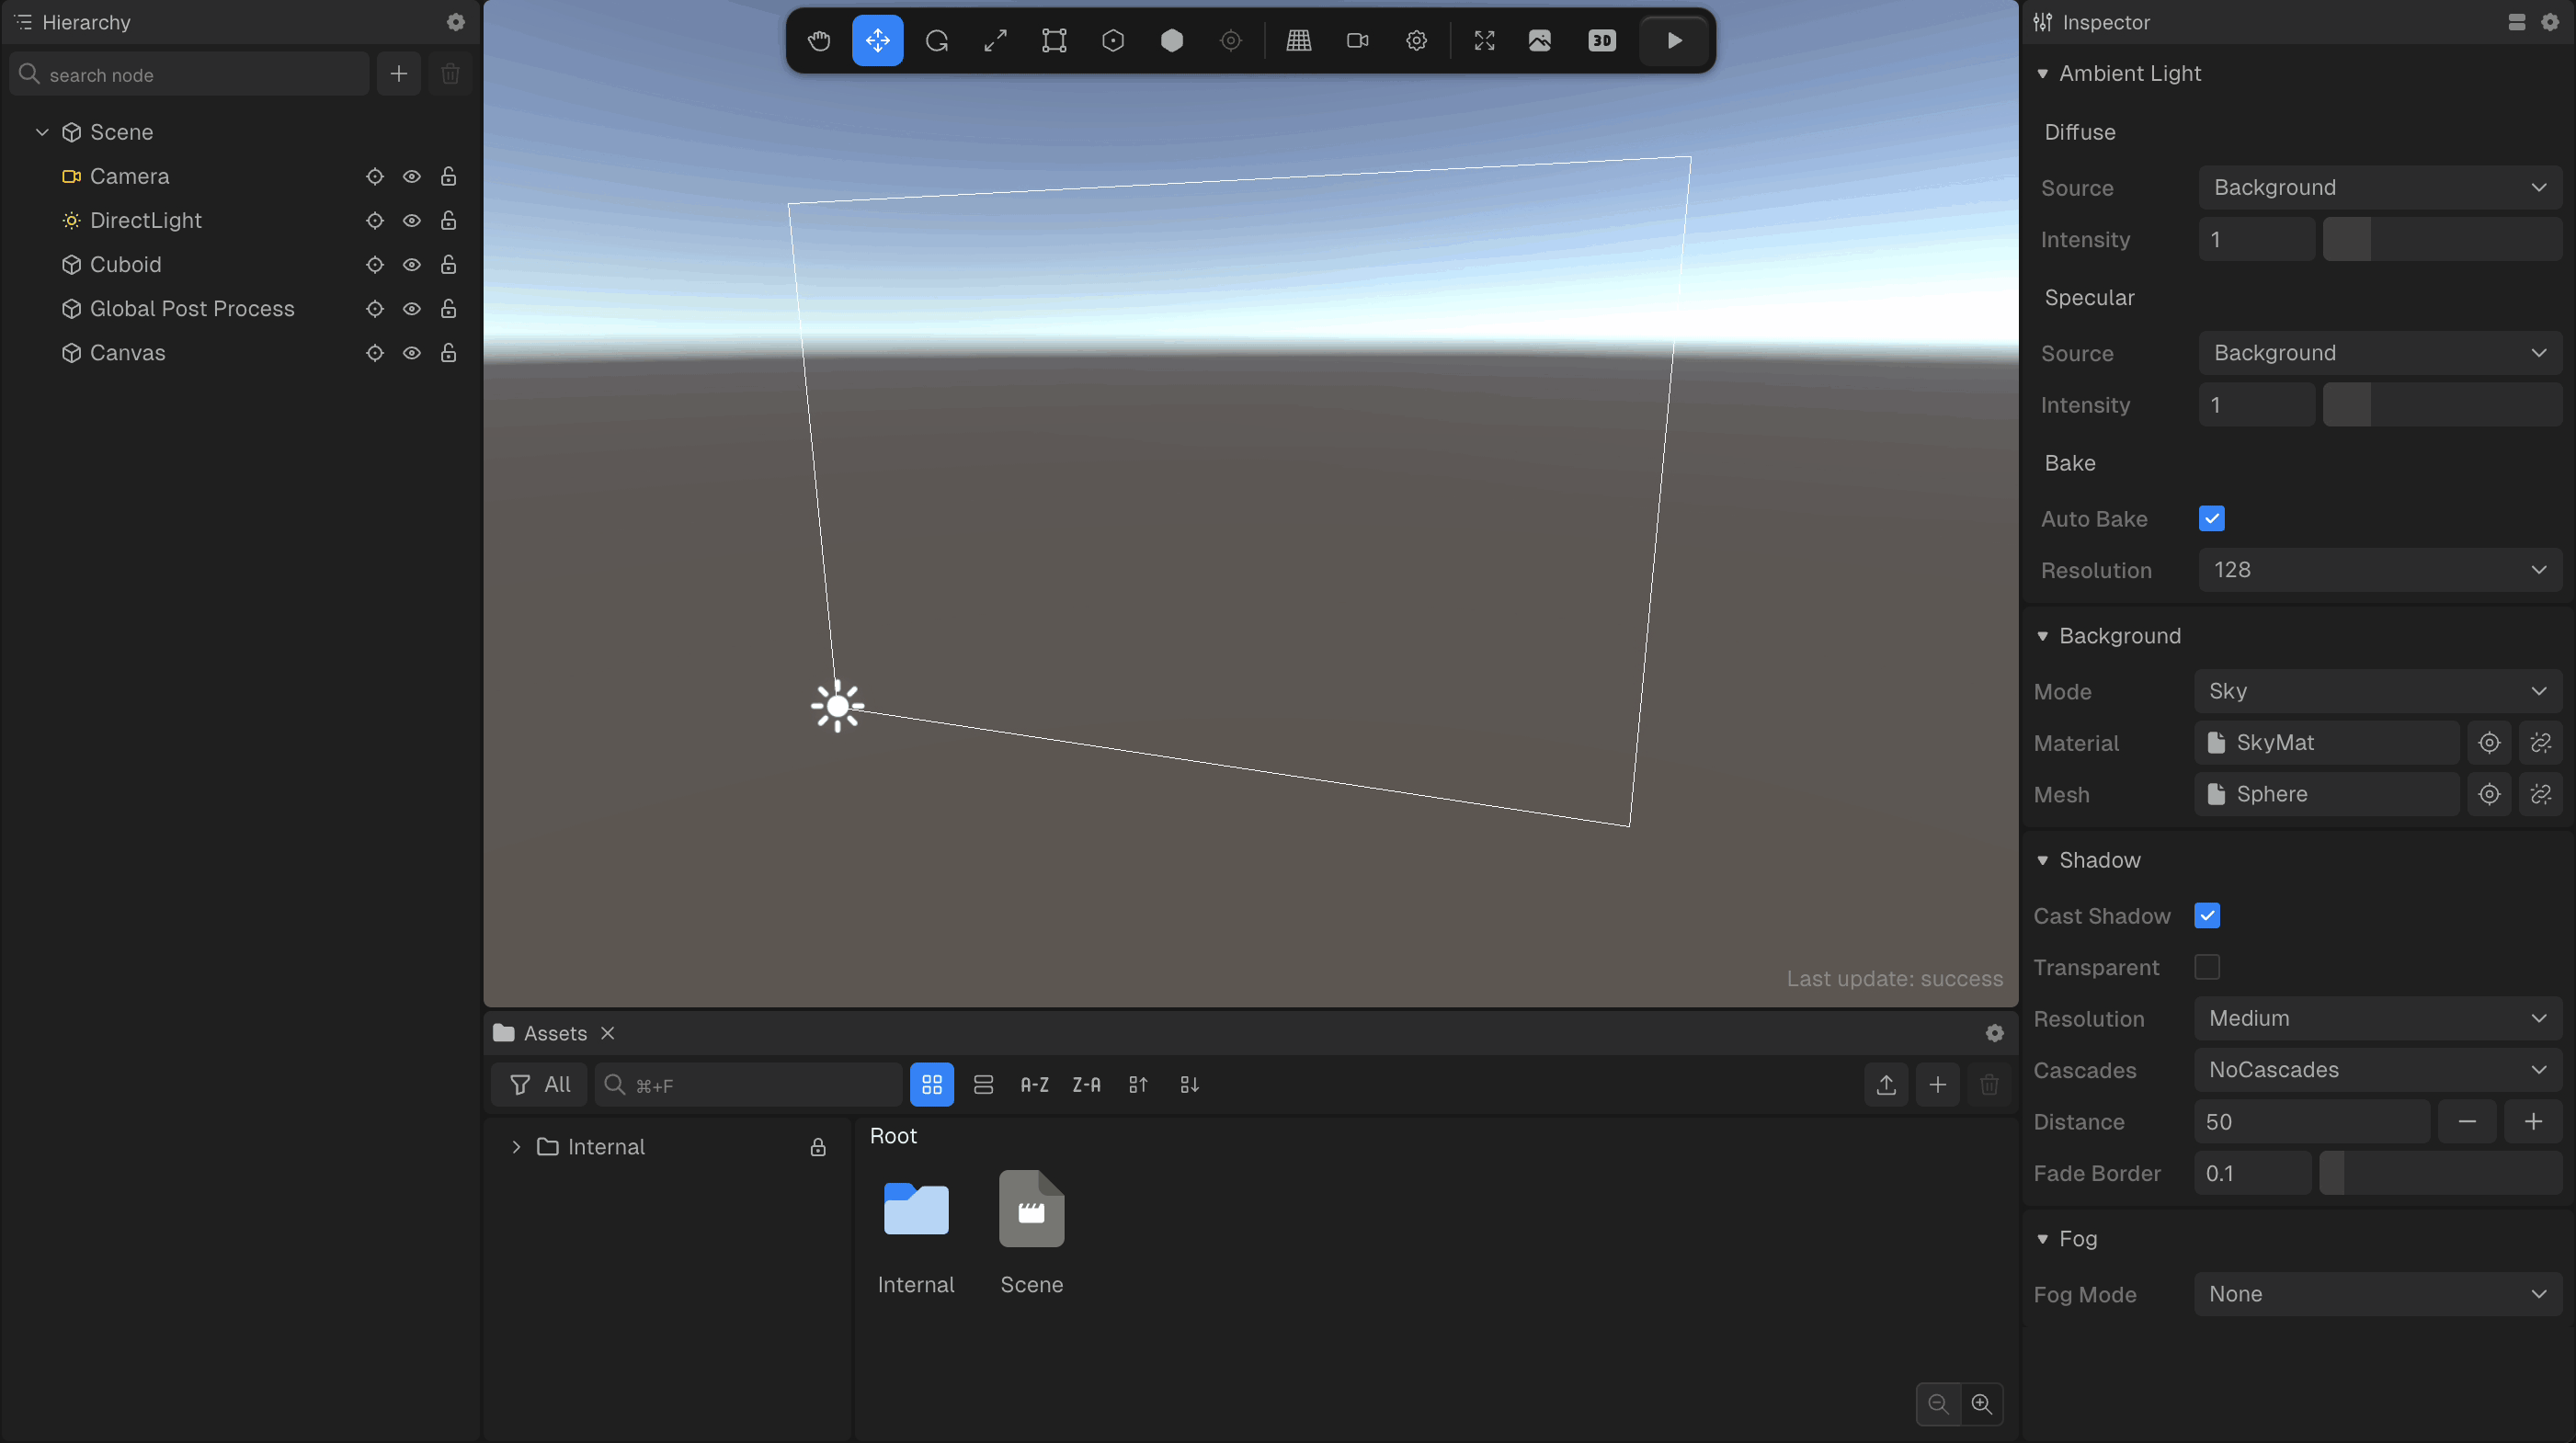 Hierarchy
search node
Scene
Camera
DirectLight
Cuboid
Global Post Process
Canvas
3D
Last update: success
Assets
All
⌘+F
A-Z
Z-A
Internal
Root
Internal
Scene
Inspector
Ambient Light
Diffuse
Source Background
Intensity 1
Specular
Source Background
Intensity 1
Bake
Auto Bake
Resolution 128
Background
Mode Sky
Material SkyMat
Mesh Sphere
Shadow
Cast Shadow
Transparent
Resolution Medium
Cascades NoCascades
Distance 50
Fade Border 0.1
Fog
Fog Mode None